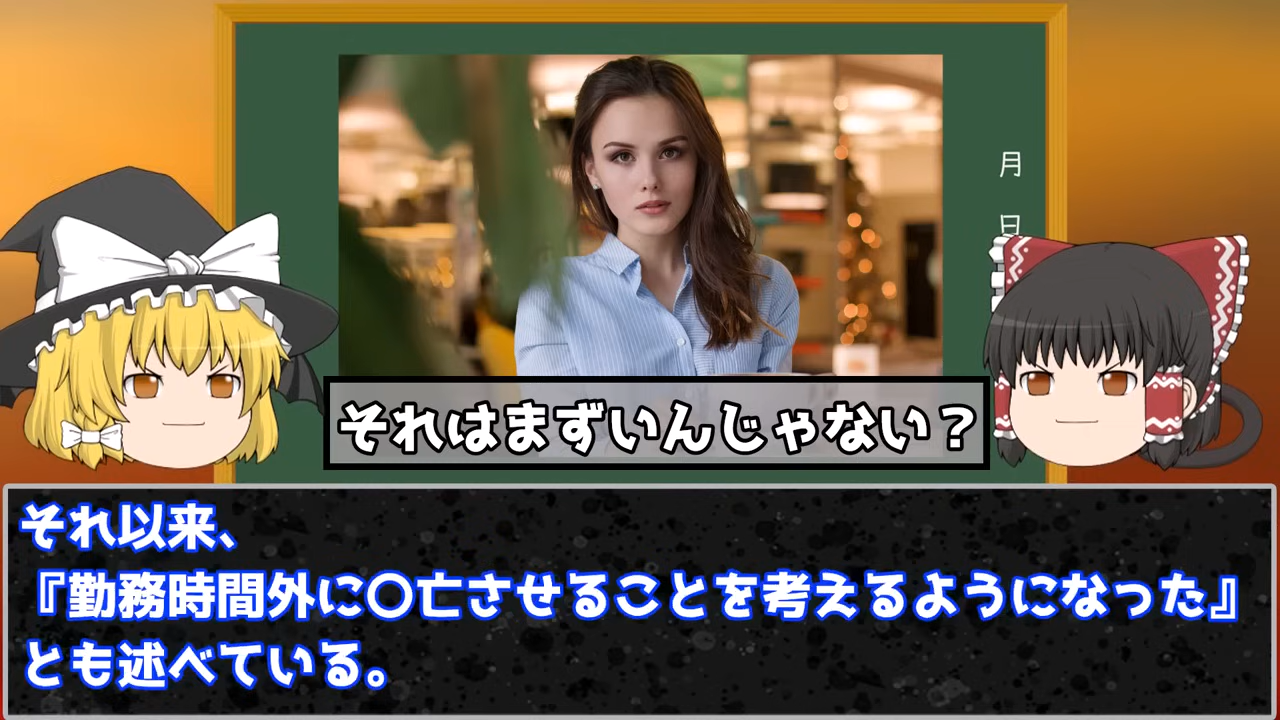 月
日
それはまずいんじゃない？
それ以来、
『勤務時間外に〇亡させることを考えるようになった』
とも述べている。